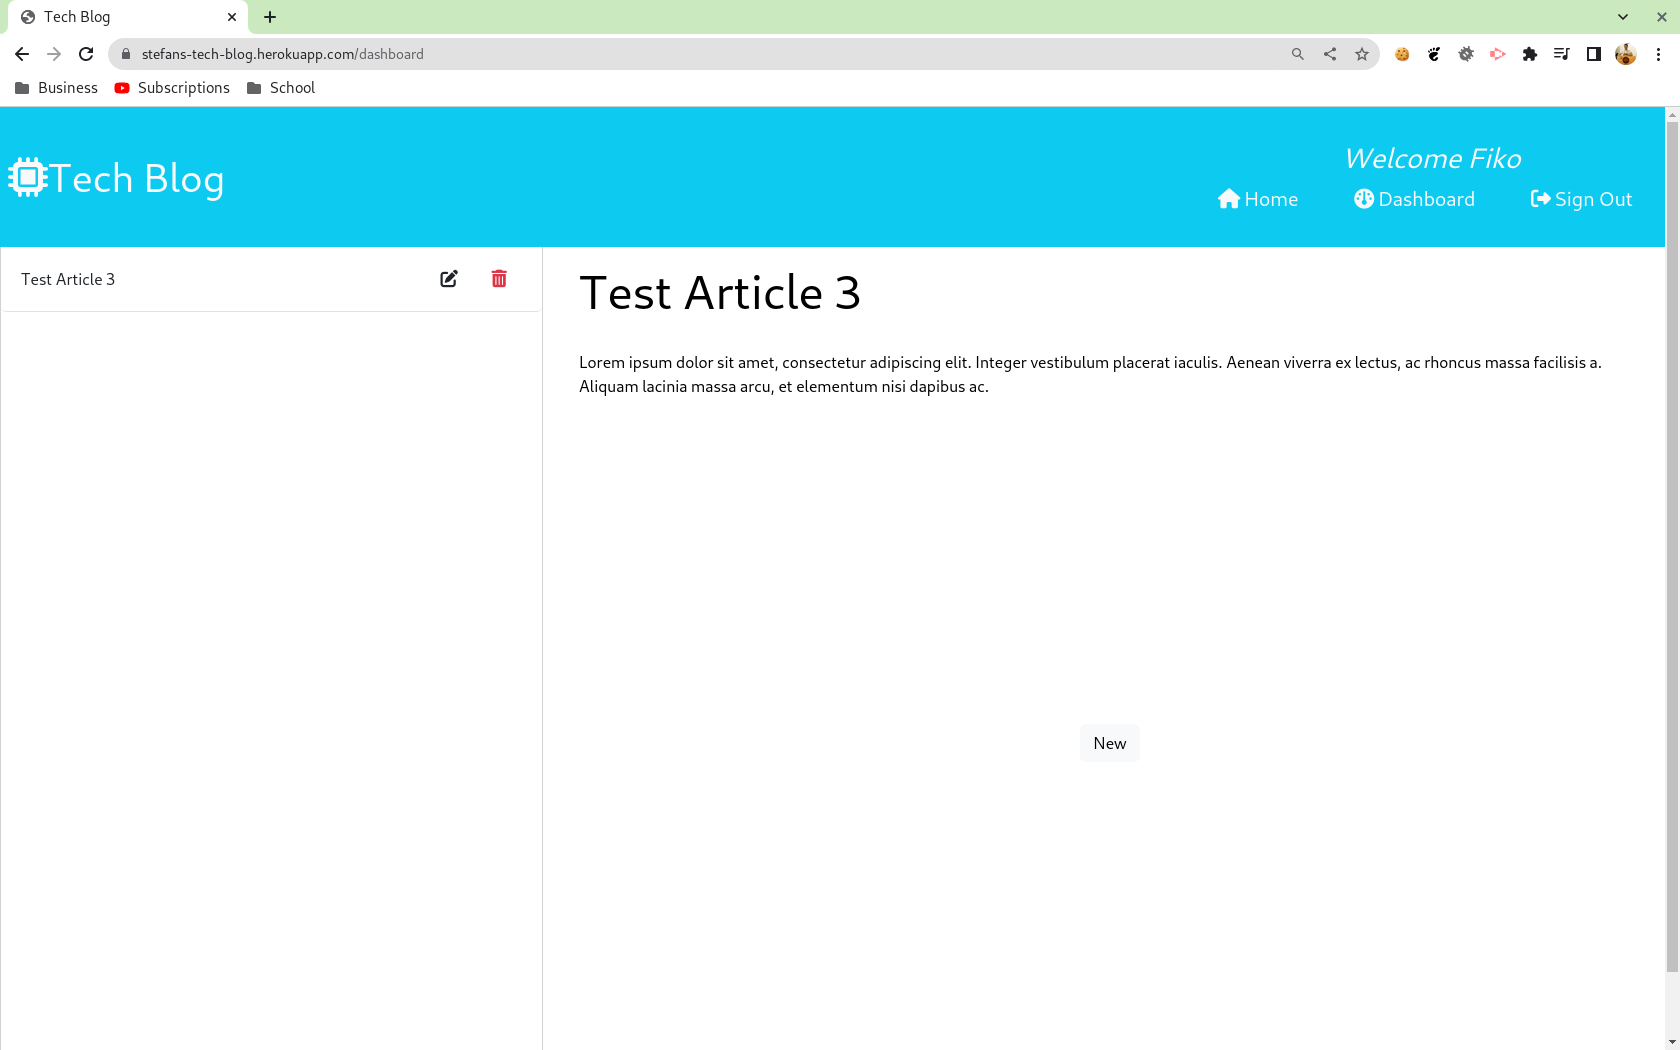 Tech Blog
stefans-tech-blog.herokuapp.com/dashboard
Business Subscriptions School
Tech Blog
Welcome Fiko
Home Dashboard Sign Out
Test Article 3
Test Article 3
Lorem ipsum dolor sit amet, consectetur adipiscing elit. Integer vestibulum placerat iaculis. Aenean viverra ex lectus, ac rhoncus massa facilisis a.
Aliquam lacinia massa arcu, et elementum nisi dapibus ac.
New